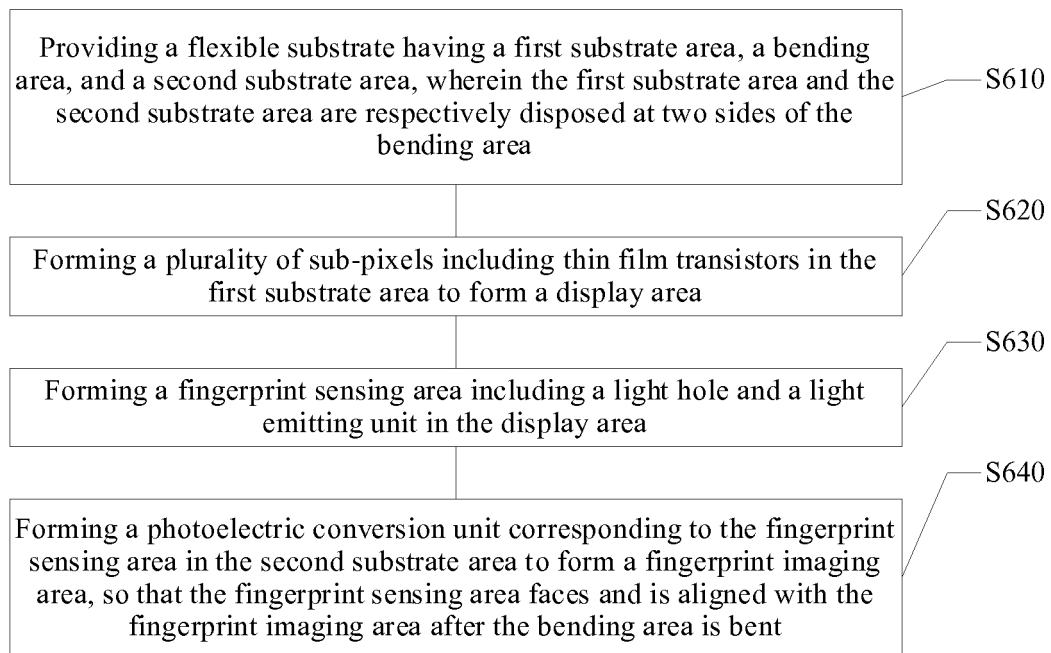 Providing a flexible substrate having a first substrate area, a bending
area, and a second substrate area, wherein the first substrate area and the
second substrate area are respectively disposed at two sides of the
bending area
S610
Forming a plurality of sub-pixels including thin film transistors in the
first substrate area to form a display area
S620
Forming a fingerprint sensing area including a light hole and a light
emitting unit in the display area
S630
Forming a photoelectric conversion unit corresponding to the fingerprint
sensing area in the second substrate area to form a fingerprint imaging
area, so that the fingerprint sensing area faces and is aligned with the
fingerprint imaging area after the bending area is bent
S640